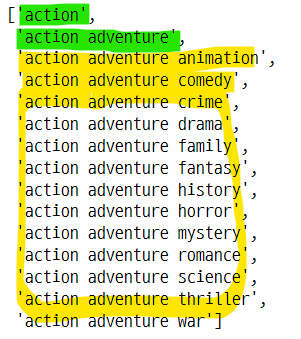 ['action',
'action adventure',
'action adventure animation',
'action adventure comedy',
'action adventure crime',
'action adventure drama',
'action adventure family',
'action adventure fantasy',
'action adventure history',
'action adventure horror',
'action adventure mystery',
'action adventure romance',
'action adventure science',
'action adventure thriller',
'action adventure war']